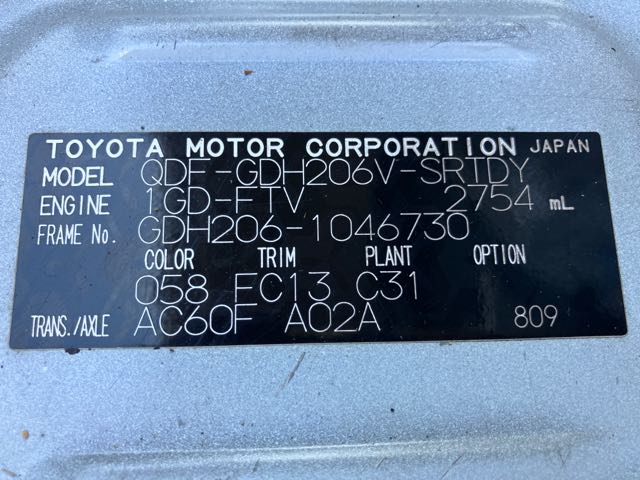 TOYOTA MOTOR CORPORATION JAPAN
MODEL QDF-GDH206V-SRTDY
ENGINE 1GD-FTV 2754 mL
FRAME No. GDH206-1046730
COLOR TRIM PLANT OPTION
058 FC13 C31
TRANS./AXLE AC60F A02A 809